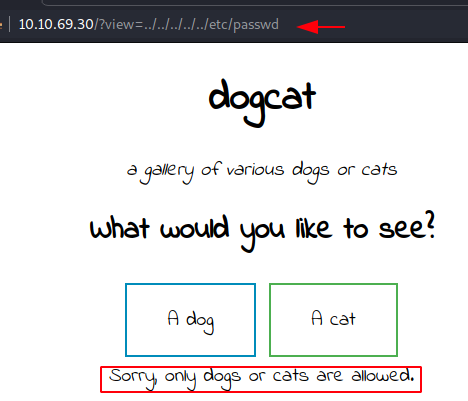 10.10.69.30/?view=../../../../../etc/passwd
dogcat
a gallery of various dogs or cats
What would you like to see?
A dog
A cat
Sorry, only dogs or cats are allowed.